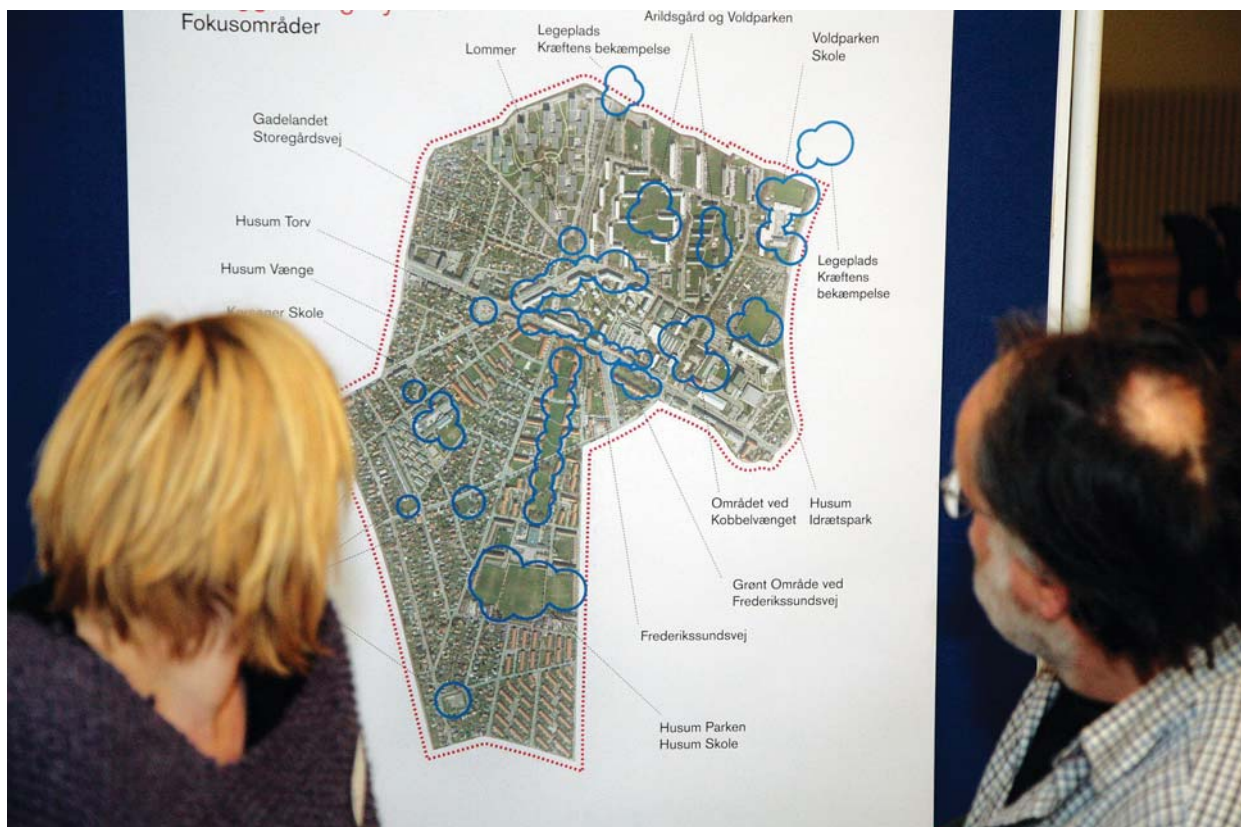 Fokusområder
Arildsgård og Voldparken
Legeplads
Kræftens bekæmpelse
Lommer
Voldparken
Skole
Gadelandet
Storegårdsvej
Husum Torv
Husum Vænge
Skole
Legeplads
Kræftens
bekæmpelse
Området ved
Kobbelvænget
Husum
Idrætspark
Grønt Område ved
Frederikssundsvej
Frederikssundsvej
Husum Parken
Husum Skole